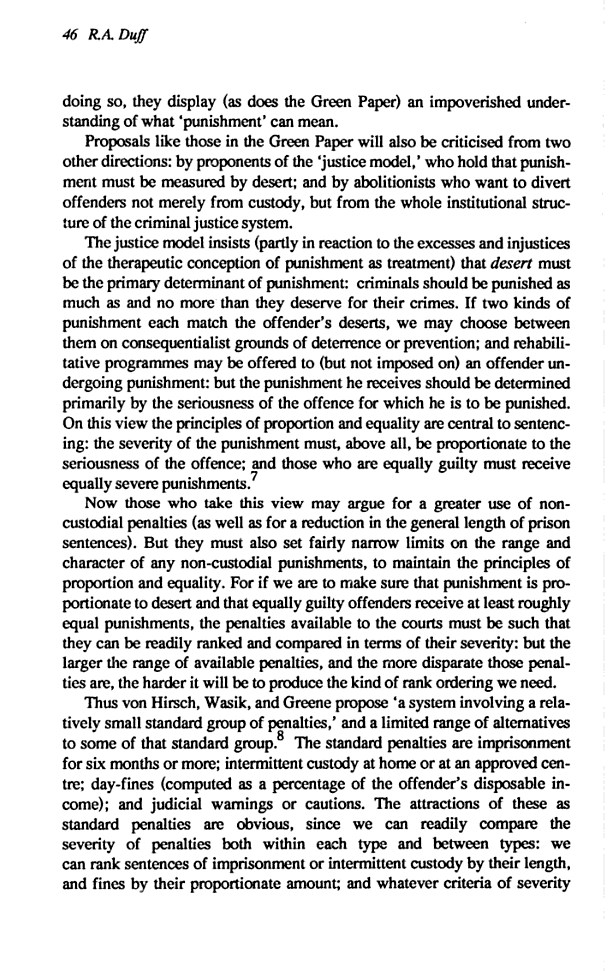 46 R.A. Duff
doing so, they display (as does the Green Paper) an impoverished under-
standing of what 'punishment' can mean.
Proposals like those in the Green Paper will also be criticised from two
other directions: by proponents of the 'justice model,' who hold that punish-
ment must be measured by desert; and by abolitionists who want to divert
offenders not merely from custody, but from the whole institutional struc-
ture of the criminal justice system.
The justice model insists (partly in reaction to the excesses and injustices
of the therapeutic conception of punishment as treatment) that desert must
be the primary determinant of punishment: criminals should be punished as
much as and no more than they deserve for their crimes. If two kinds of
punishment each match the offender's deserts, we may choose between
them on consequentialist grounds of deterrence or prevention; and rehabili-
tative programmes may be offered to (but not imposed on) an offender un-
dergoing punishment: but the punishment he receives should be determined
primarily by the seriousness of the offence for which he is to be punished.
On this view the principles of proportion and equality are central to sentenc-
ing: the severity of the punishment must, above all, be proportionate to the
seriousness of the offence; and those who are equally guilty must receive
equally severe punishments.7
Now those who take this view may argue for a greater use of non-
custodial penalties (as well as for a reduction in the general length of prison
sentences). But they must also set fairly narrow limits on the range and
character of any non-custodial punishments, to maintain the principles of
proportion and equality. For if we are to make sure that punishment is pro-
portionate to desert and that equally guilty offenders receive at least roughly
equal punishments, the penalties available to the courts must be such that
they can be readily ranked and compared in terms of their severity: but the
larger the range of available penalties, and the more disparate those penal-
ties are, the harder it will be to produce the kind of rank ordering we need.
Thus von Hirsch, Wasik, and Greene propose 'a system involving a rela-
tively small standard group of penalties,' and a limited range of alternatives
to some of that standard group.8 The standard penalties are imprisonment
for six months or more; intermittent custody at home or at an approved cen-
tre; day-fines (computed as a percentage of the offender's disposable in-
come); and judicial warnings or cautions. The attractions of these as
standard penalties are obvious, since we can readily compare the
severity of penalties both within each type and between types: we
can rank sentences of imprisonment or intermittent custody by their length,
and fines by their proportionate amount; and whatever criteria of severity